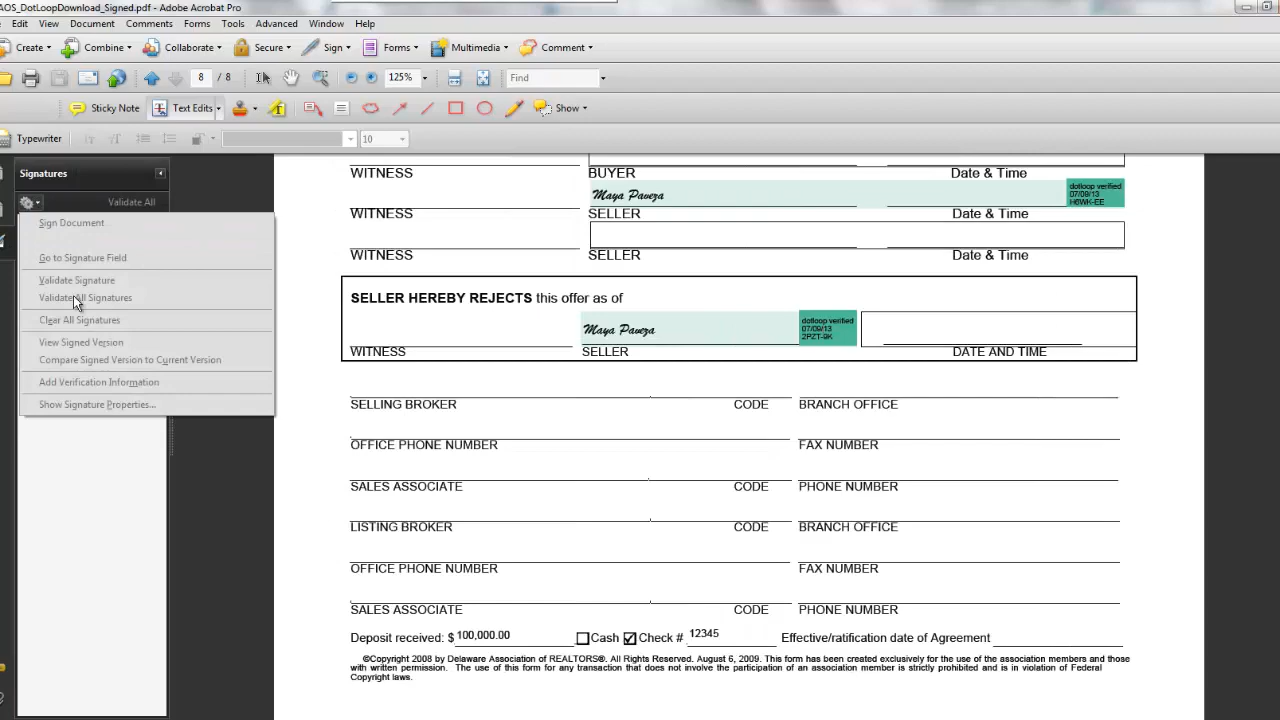 AOS_DotLoopDownload_Signed.pdf - Adobe Acrobat Pro
Edit View Document Comments Forms Tools Advanced Window Help
Create Combine Collaborate Secure Sign Forms Multimedia Comment
8 / 8 125% Find
Sticky Note Text Edits Show
Typewriter 10
Signatures
Validate All
Sign Document
Go to Signature Field
Validate Signature
Validate All Signatures
Clear All Signatures
View Signed Version
Compare Signed Version to Current Version
Add Verification Information
Show Signature Properties...
WITNESS BUYER Date & Time
Maya Paveza
dotloop verified
07/09/13
H6WK-EE
WITNESS SELLER Date & Time
WITNESS SELLER Date & Time
SELLER HEREBY REJECTS this offer as of
Maya Paveza
dotloop verified
07/09/13
2PZT-9K
WITNESS SELLER DATE AND TIME
SELLING BROKER CODE BRANCH OFFICE
OFFICE PHONE NUMBER FAX NUMBER
SALES ASSOCIATE CODE PHONE NUMBER
LISTING BROKER CODE BRANCH OFFICE
OFFICE PHONE NUMBER FAX NUMBER
SALES ASSOCIATE CODE PHONE NUMBER
Deposit received: $ 100,000.00 Cash Check # 12345 Effective/ratification date of Agreement
©Copyright 2008 by Delaware Association of REALTORS®. All Rights Reserved. August 6, 2009. This form has been created exclusively for the use of the association members and those
with written permission. The use of this form for any transaction that does not involve the participation of an association member is strictly prohibited and is in violation of Federal
Copyright laws.